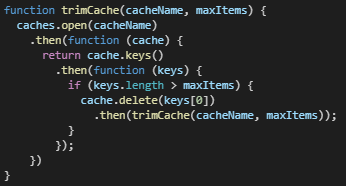 function trimCache(cacheName, maxItems) {
  caches.open(cacheName)
    .then(function (cache) {
      return cache.keys()
        .then(function (keys) {
          if (keys.length > maxItems) {
            cache.delete(keys[0])
              .then(trimCache(cacheName, maxItems));
          }
        });
    })
}